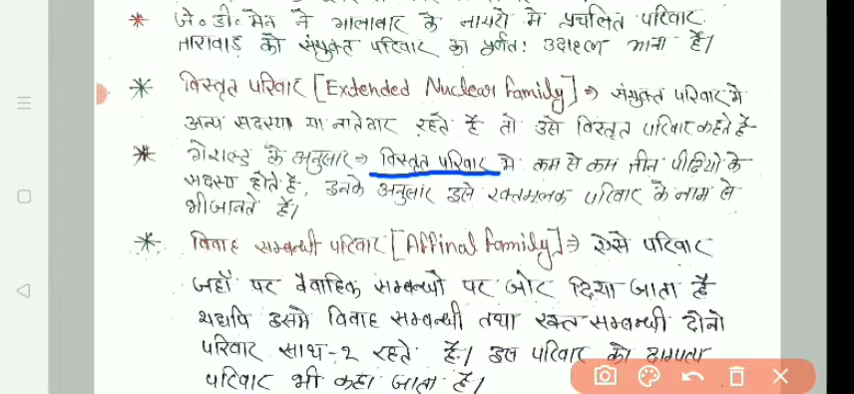 * जे० डी० मेन ने मालाबार के नायरो मे प्रचलित परिवार
तारावाड को संयुक्त परिवार का पूर्णतः उदाहरण माना है।
* विस्तृत परिवार [Extended Nuclear family] ⇒ संयुक्त परिवार मे
अन्य सदस्य या नातेदार रहते है तो उसे विस्तृत परिवार कहते है
* के अनुसार ⇒ विस्तृत परिवार मे कम से कम तीन पीढियो के
सदस्य होते है, उनके अनुसार इसे रक्तमूलक परिवार के नाम से
भी जानते है।
* विवाह सम्बन्धी परिवार [Affinal family] ⇒ ऐसे परिवार
जहाँ पर वैवाहिक सम्बन्धो पर जोर दिया जाता है
यद्यपि इसमे विवाह सम्बन्धी तथा रक्त सम्बन्धी दोनो
परिवार साथ-२ रहते है। इस परिवार को दाम्पत्य
परिवार भी कहा जाता है।